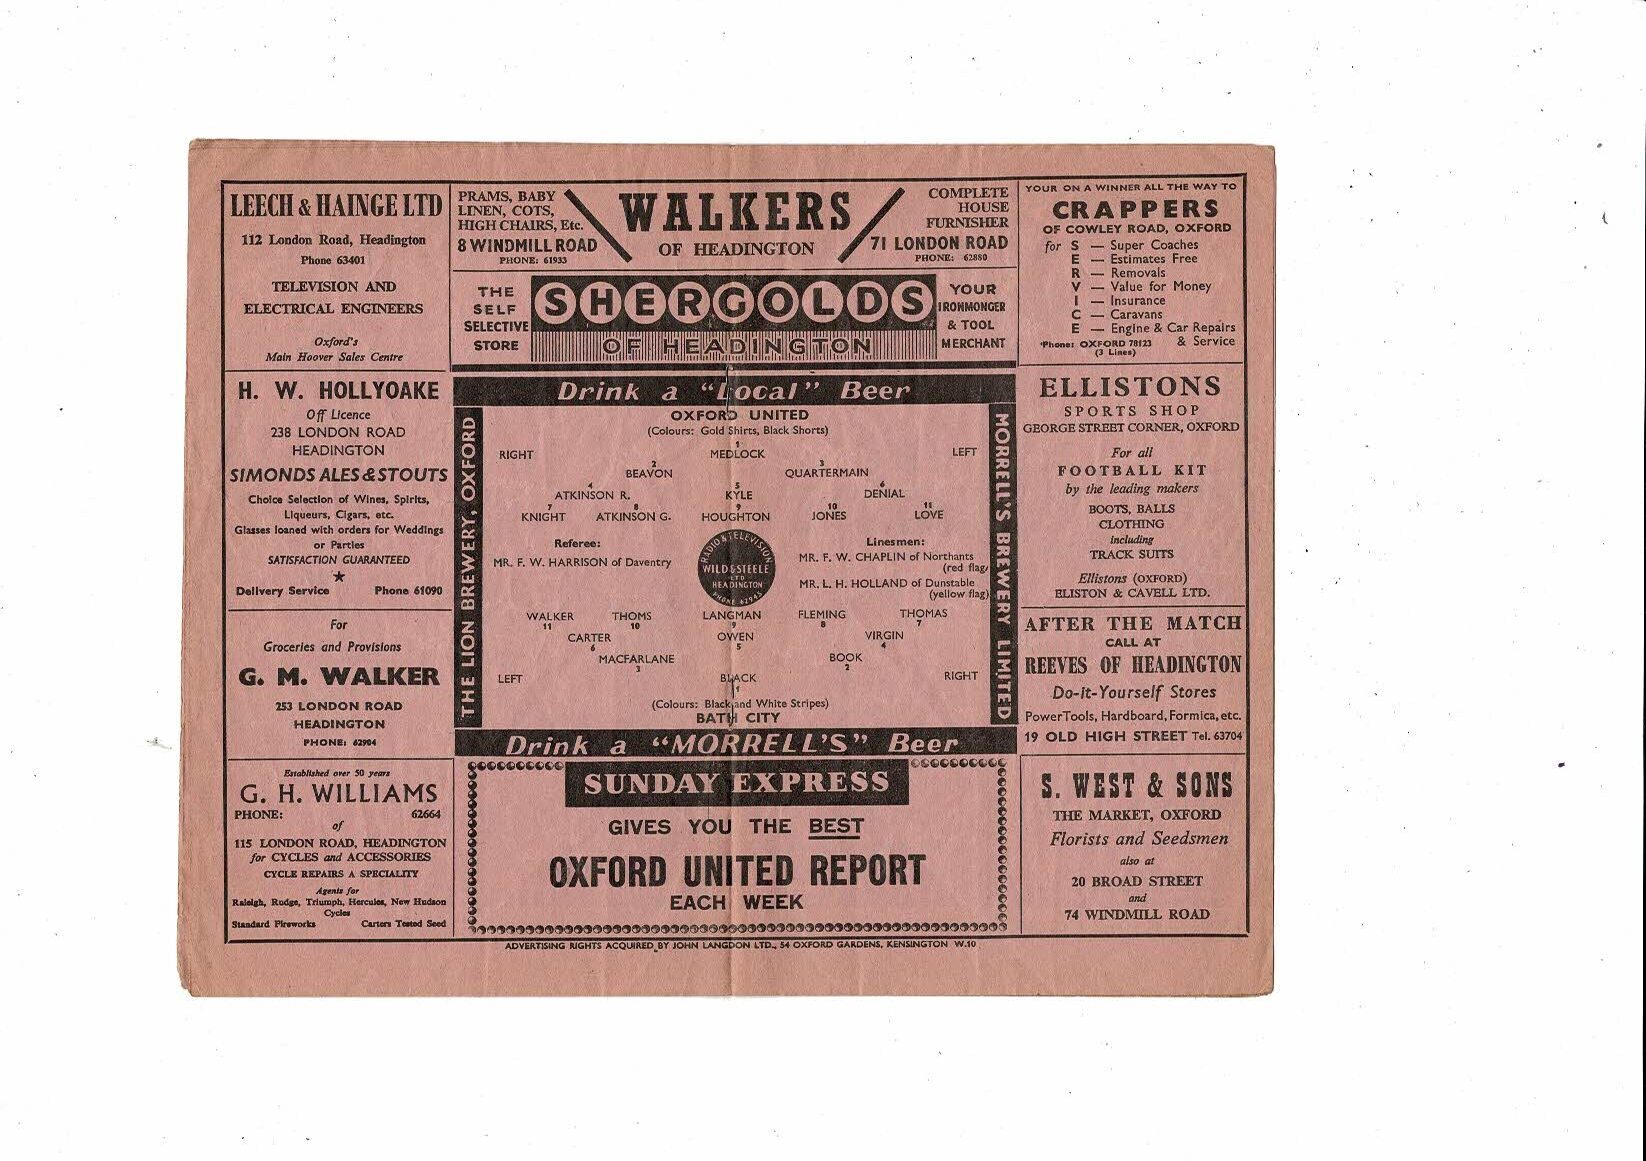 LEECH & HAINGE LTD
112 London Road, Headington
Phone 63401
TELEVISION AND
ELECTRICAL ENGINEERS
Oxford's
Main Hoover Sales Centre
PRAMS, BABY
LINEN, COTS,
HIGH CHAIRS, Etc.
8 WINDMILL ROAD
PHONE: 61933
WALKERS
OF HEADINGTON
COMPLETE
HOUSE
FURNISHER
71 LONDON ROAD
PHONE: 62880
THE
SELF
SELECTIVE
STORE
SHERGOLDS
OF HEADINGTON
YOUR
IRONMONGER
& TOOL
MERCHANT
YOUR ON A WINNER ALL THE WAY TO
CRAPPERS
OF COWLEY ROAD, OXFORD
for S — Super Coaches
E — Estimates Free
R — Removals
V — Value for Money
I — Insurance
C — Caravans
E — Engine & Car Repairs
& Service
'Phone: OXFORD 78123
(3 Lines)
H. W. HOLLYOAKE
Off Licence
238 LONDON ROAD
HEADINGTON
SIMONDS ALES & STOUTS
Choice Selection of Wines, Spirits,
Liqueurs, Cigars, etc.
Glasses loaned with orders for Weddings
or Parties
SATISFACTION GUARANTEED
★
Delivery Service Phone 61090
For
Groceries and Provisions
G. M. WALKER
253 LONDON ROAD
HEADINGTON
PHONE: 62904
Established over 50 years
G. H. WILLIAMS
PHONE: 62664
of
115 LONDON ROAD, HEADINGTON
for CYCLES and ACCESSORIES
CYCLE REPAIRS A SPECIALITY
Agents for
Raleigh, Rudge, Triumph, Hercules, New Hudson
Cycles
Standard Fireworks Carters Tested Seed
Drink a "Local" Beer
THE LION BREWERY, OXFORD
MORRELL'S BREWERY LIMITED
OXFORD UNITED
(Colours: Gold Shirts, Black Shorts)
1
RIGHT MEDLOCK LEFT
2 3
BEAVON QUARTERMAIN
4 5 6
ATKINSON R. KYLE DENIAL
7 8 9 10 11
KNIGHT ATKINSON G. HOUGHTON JONES LOVE
Referee:
MR. F. W. HARRISON of Daventry
RADIO & TELEVISION
WILD & STEELE
LTD
HEADINGTON
PHONE 62943
Linesmen:
MR. F. W. CHAPLIN of Northants
(red flag)
MR. L. H. HOLLAND of Dunstable
(yellow flag)
WALKER THOMS LANGMAN FLEMING THOMAS
11 10 9 8 7
CARTER OWEN VIRGIN
6 5 4
MACFARLANE BOOK
3 2
LEFT BLACK RIGHT
1
(Colours: Black and White Stripes)
BATH CITY
Drink a "MORRELL'S" Beer
SUNDAY EXPRESS
GIVES YOU THE BEST
OXFORD UNITED REPORT
EACH WEEK
ELLISTONS
SPORTS SHOP
GEORGE STREET CORNER, OXFORD
For all
FOOTBALL KIT
by the leading makers
BOOTS, BALLS
CLOTHING
including
TRACK SUITS
Ellistons (OXFORD)
ELISTON & CAVELL LTD.
AFTER THE MATCH
CALL AT
REEVES OF HEADINGTON
Do-it-Yourself Stores
PowerTools, Hardboard, Formica, etc.
19 OLD HIGH STREET Tel. 63704
S. WEST & SONS
THE MARKET, OXFORD
Florists and Seedsmen
also at
20 BROAD STREET
and
74 WINDMILL ROAD
ADVERTISING RIGHTS ACQUIRED BY JOHN LANGDON LTD., 54 OXFORD GARDENS, KENSINGTON W.10